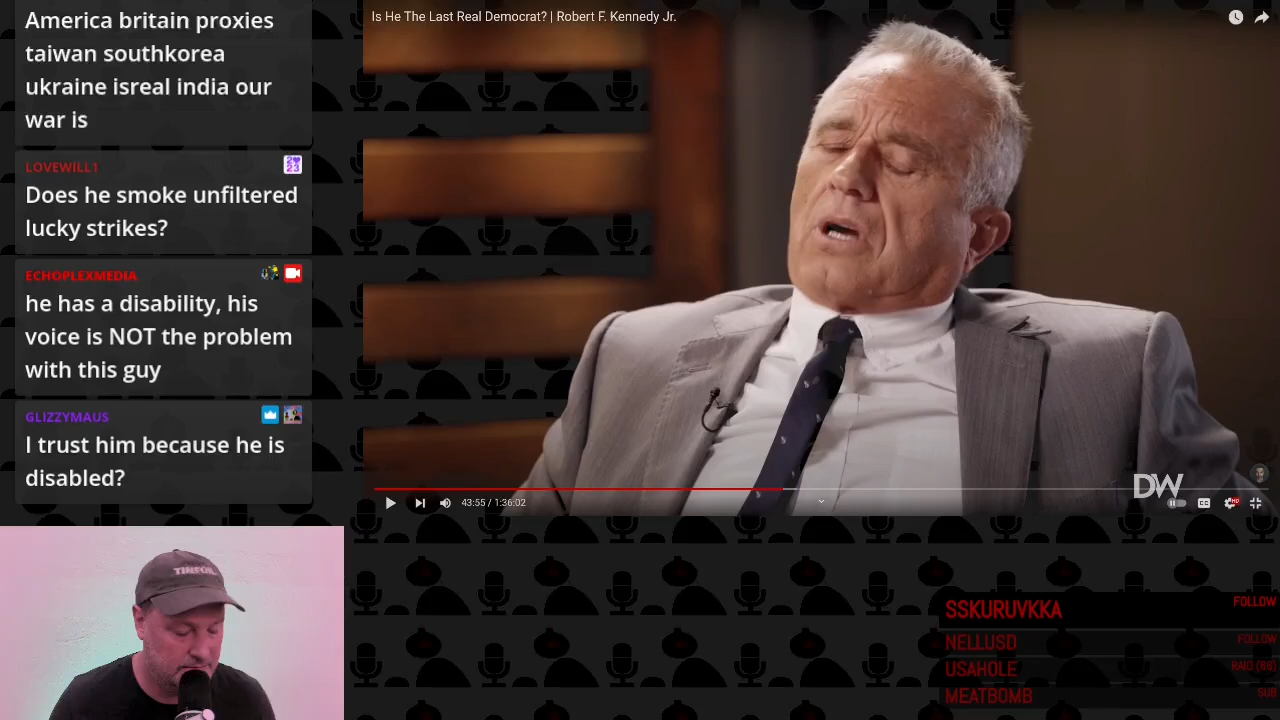 America britain proxies
taiwan southkorea
ukraine isreal india our
war is
LOVEWILL1
Does he smoke unfiltered
lucky strikes?
ECHOPLEXMEDIA
he has a disability, his
voice is NOT the problem
with this guy
GLIZZYMAUS
I trust him because he is
disabled?
Is He The Last Real Democrat? | Robert F. Kennedy Jr.
DW
43:55 / 1:36:02
CC
HD
TINFOIL
SSKURUVKKA
FOLLOW
NELLUSD
FOLLOW
USAHOLE
RAID (66)
MEATBOMB
SUB